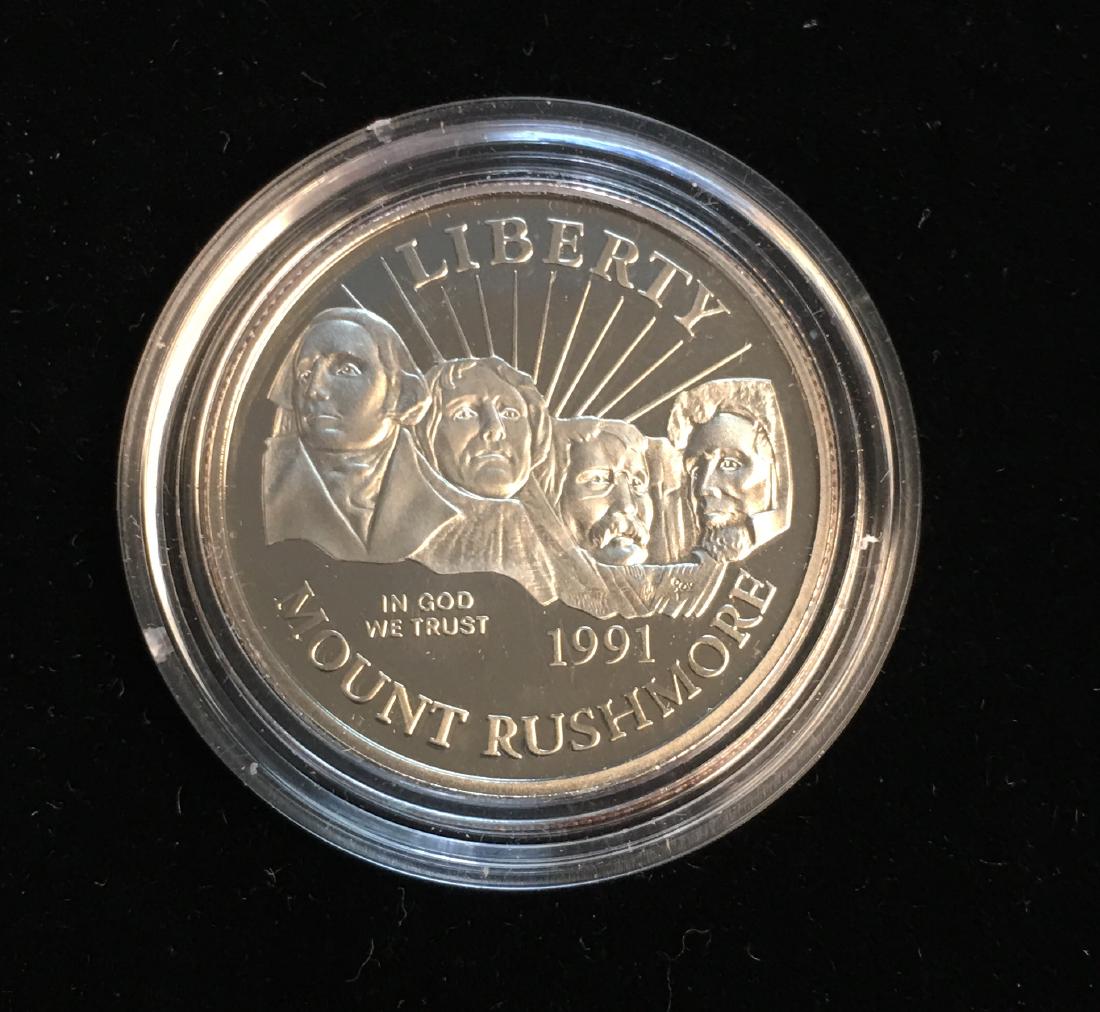 LIBERTY
IN GOD
WE TRUST
1991
MOUNT RUSHMORE